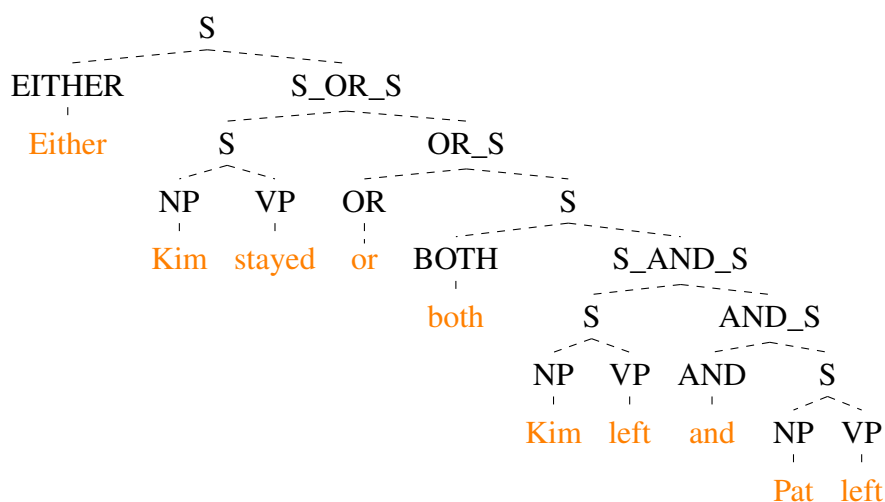 S
EITHER S_OR_S
Either S OR_S
NP VP OR S
Kim stayed or BOTH S_AND_S
both S AND_S
NP VP AND S
Kim left and NP VP
Pat left